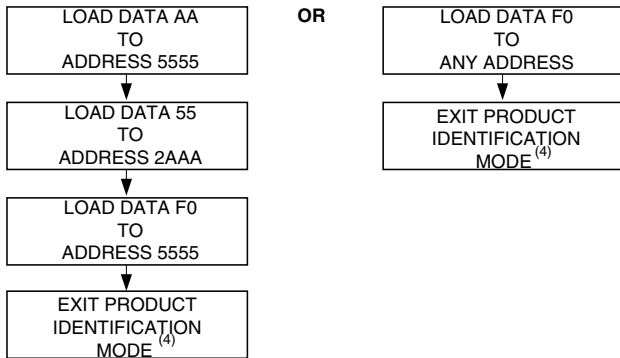 LOAD DATA AA
TO
ADDRESS 5555
LOAD DATA 55
TO
ADDRESS 2AAA
LOAD DATA F0
TO
ADDRESS 5555
EXIT PRODUCT
IDENTIFICATION
MODE (4)
OR
LOAD DATA F0
TO
ANY ADDRESS
EXIT PRODUCT
IDENTIFICATION
MODE (4)